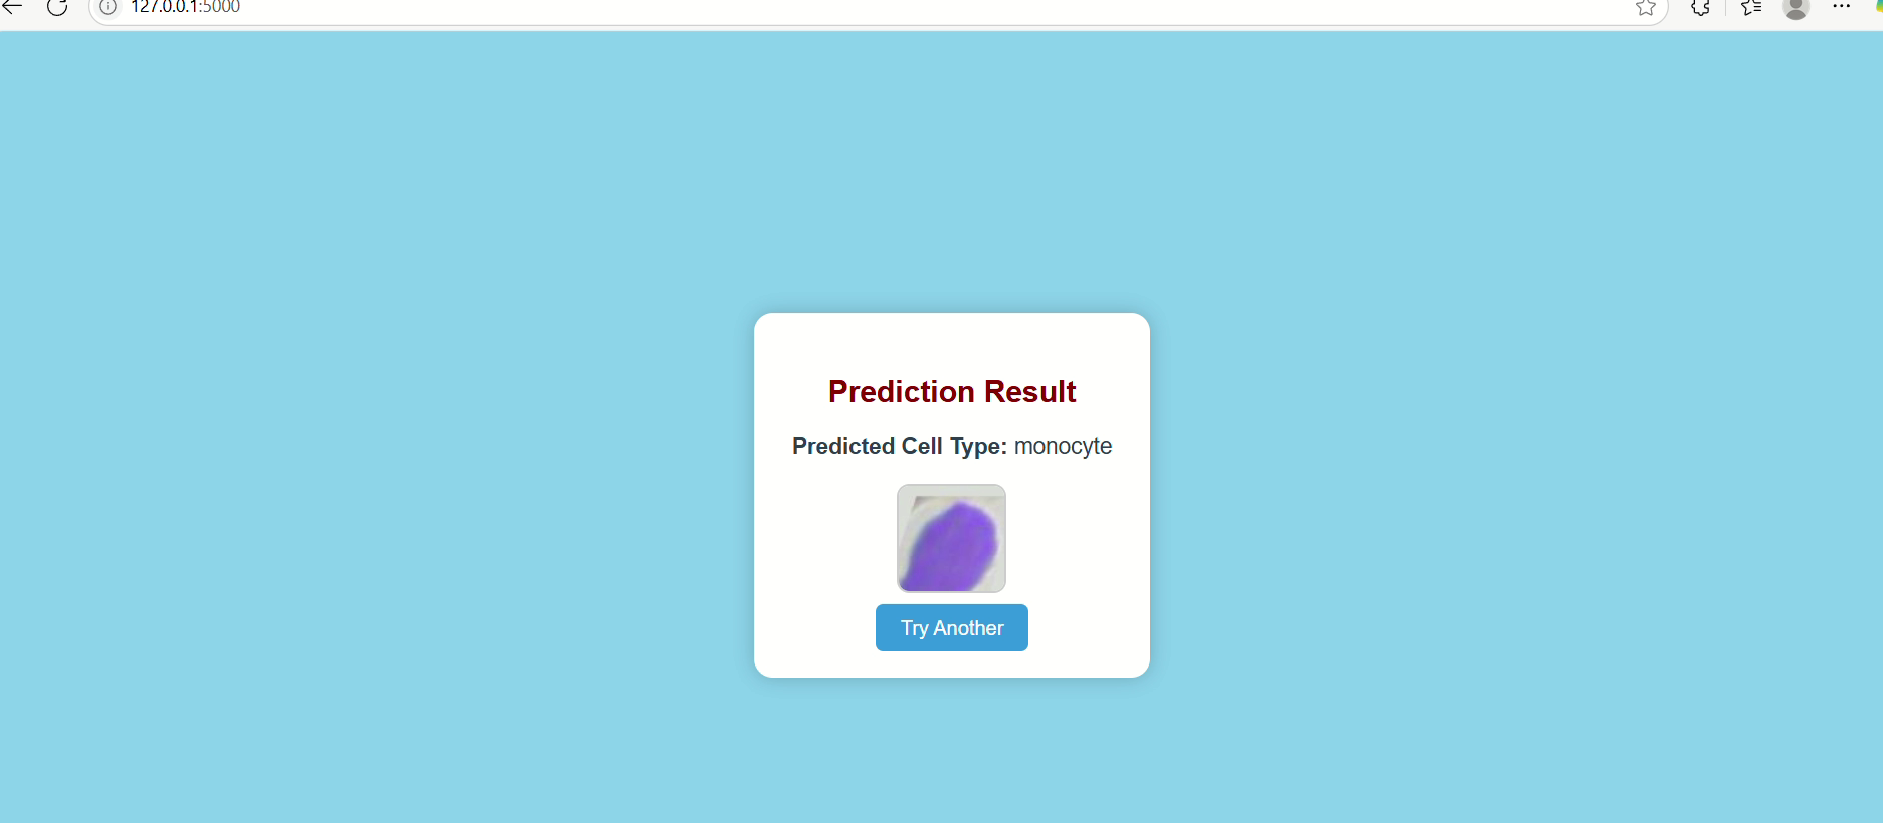 127.0.0.1:5000
Prediction Result
Predicted Cell Type: monocyte
Try Another